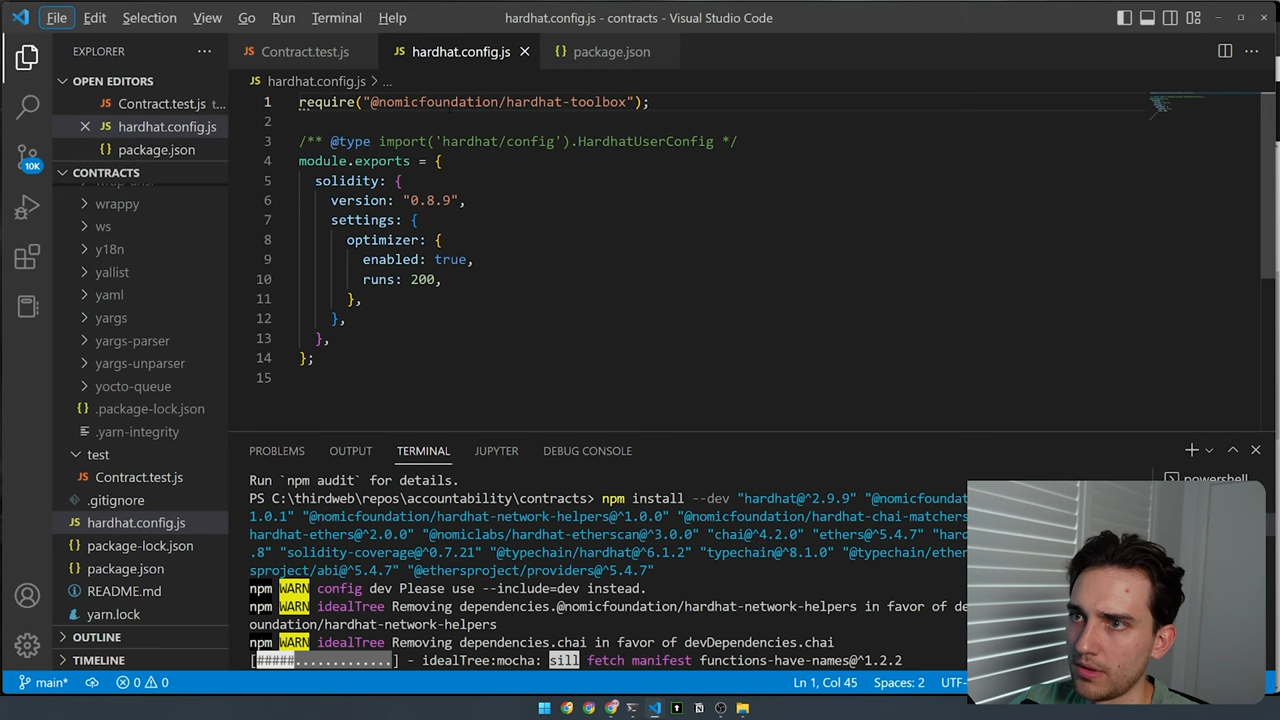 File Edit Selection View Go Run Terminal Help hardhat.config.js - contracts - Visual Studio Code
EXPLORER
Contract.test.js
hardhat.config.js
package.json
OPEN EDITORS
Contract.test.js t...
hardhat.config.js
package.json
CONTRACTS
wrappy
ws
y18n
yallist
yaml
yargs
yargs-parser
yargs-unparser
yocto-queue
.package-lock.json
.yarn-integrity
test
Contract.test.js
.gitignore
hardhat.config.js
package-lock.json
package.json
README.md
yarn.lock
OUTLINE
TIMELINE
10K
hardhat.config.js > ...
1 require("@nomicfoundation/hardhat-toolbox");
2
3 /** @type import('hardhat/config').HardhatUserConfig */
4 module.exports = {
5 solidity: {
6 version: "0.8.9",
7 settings: {
8 optimizer: {
9 enabled: true,
10 runs: 200,
11 },
12 },
13 },
14 };
15
PROBLEMS OUTPUT TERMINAL JUPYTER DEBUG CONSOLE
powershell
Run `npm audit` for details.
PS C:\thirdweb\repos\accountability\contracts> npm install --dev "hardhat@^2.9.9" "@nomicfoundat
1.0.1" "@nomicfoundation/hardhat-network-helpers@^1.0.0" "@nomicfoundation/hardhat-chai-matchers
hardhat-ethers@^2.0.0" "@nomiclabs/hardhat-etherscan@^3.0.0" "chai@^4.2.0" "ethers@^5.4.7" "hard
.8" "solidity-coverage@^0.7.21" "@typechain/hardhat@^6.1.2" "typechain@^8.1.0" "@typechain/ether
sproject/abi@^5.4.7" "@ethersproject/providers@^5.4.7"
npm WARN config dev Please use --include=dev instead.
npm WARN idealTree Removing dependencies.@nomicfoundation/hardhat-network-helpers in favor of de
oundation/hardhat-network-helpers
npm WARN idealTree Removing dependencies.chai in favor of devDependencies.chai
[#####.............] - idealTree:mocha: sill fetch manifest functions-have-names@^1.2.2
main* 0 0 Ln 1, Col 45 Spaces: 2 UTF-